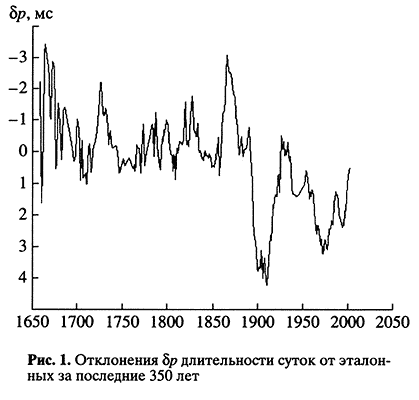 δp, мс
−3
−2
−1
0
1
2
3
4
1650 1700 1750 1800 1850 1900 1950 2000 2050
Рис. 1. Отклонения δp длительности суток от эталон-
ных за последние 350 лет